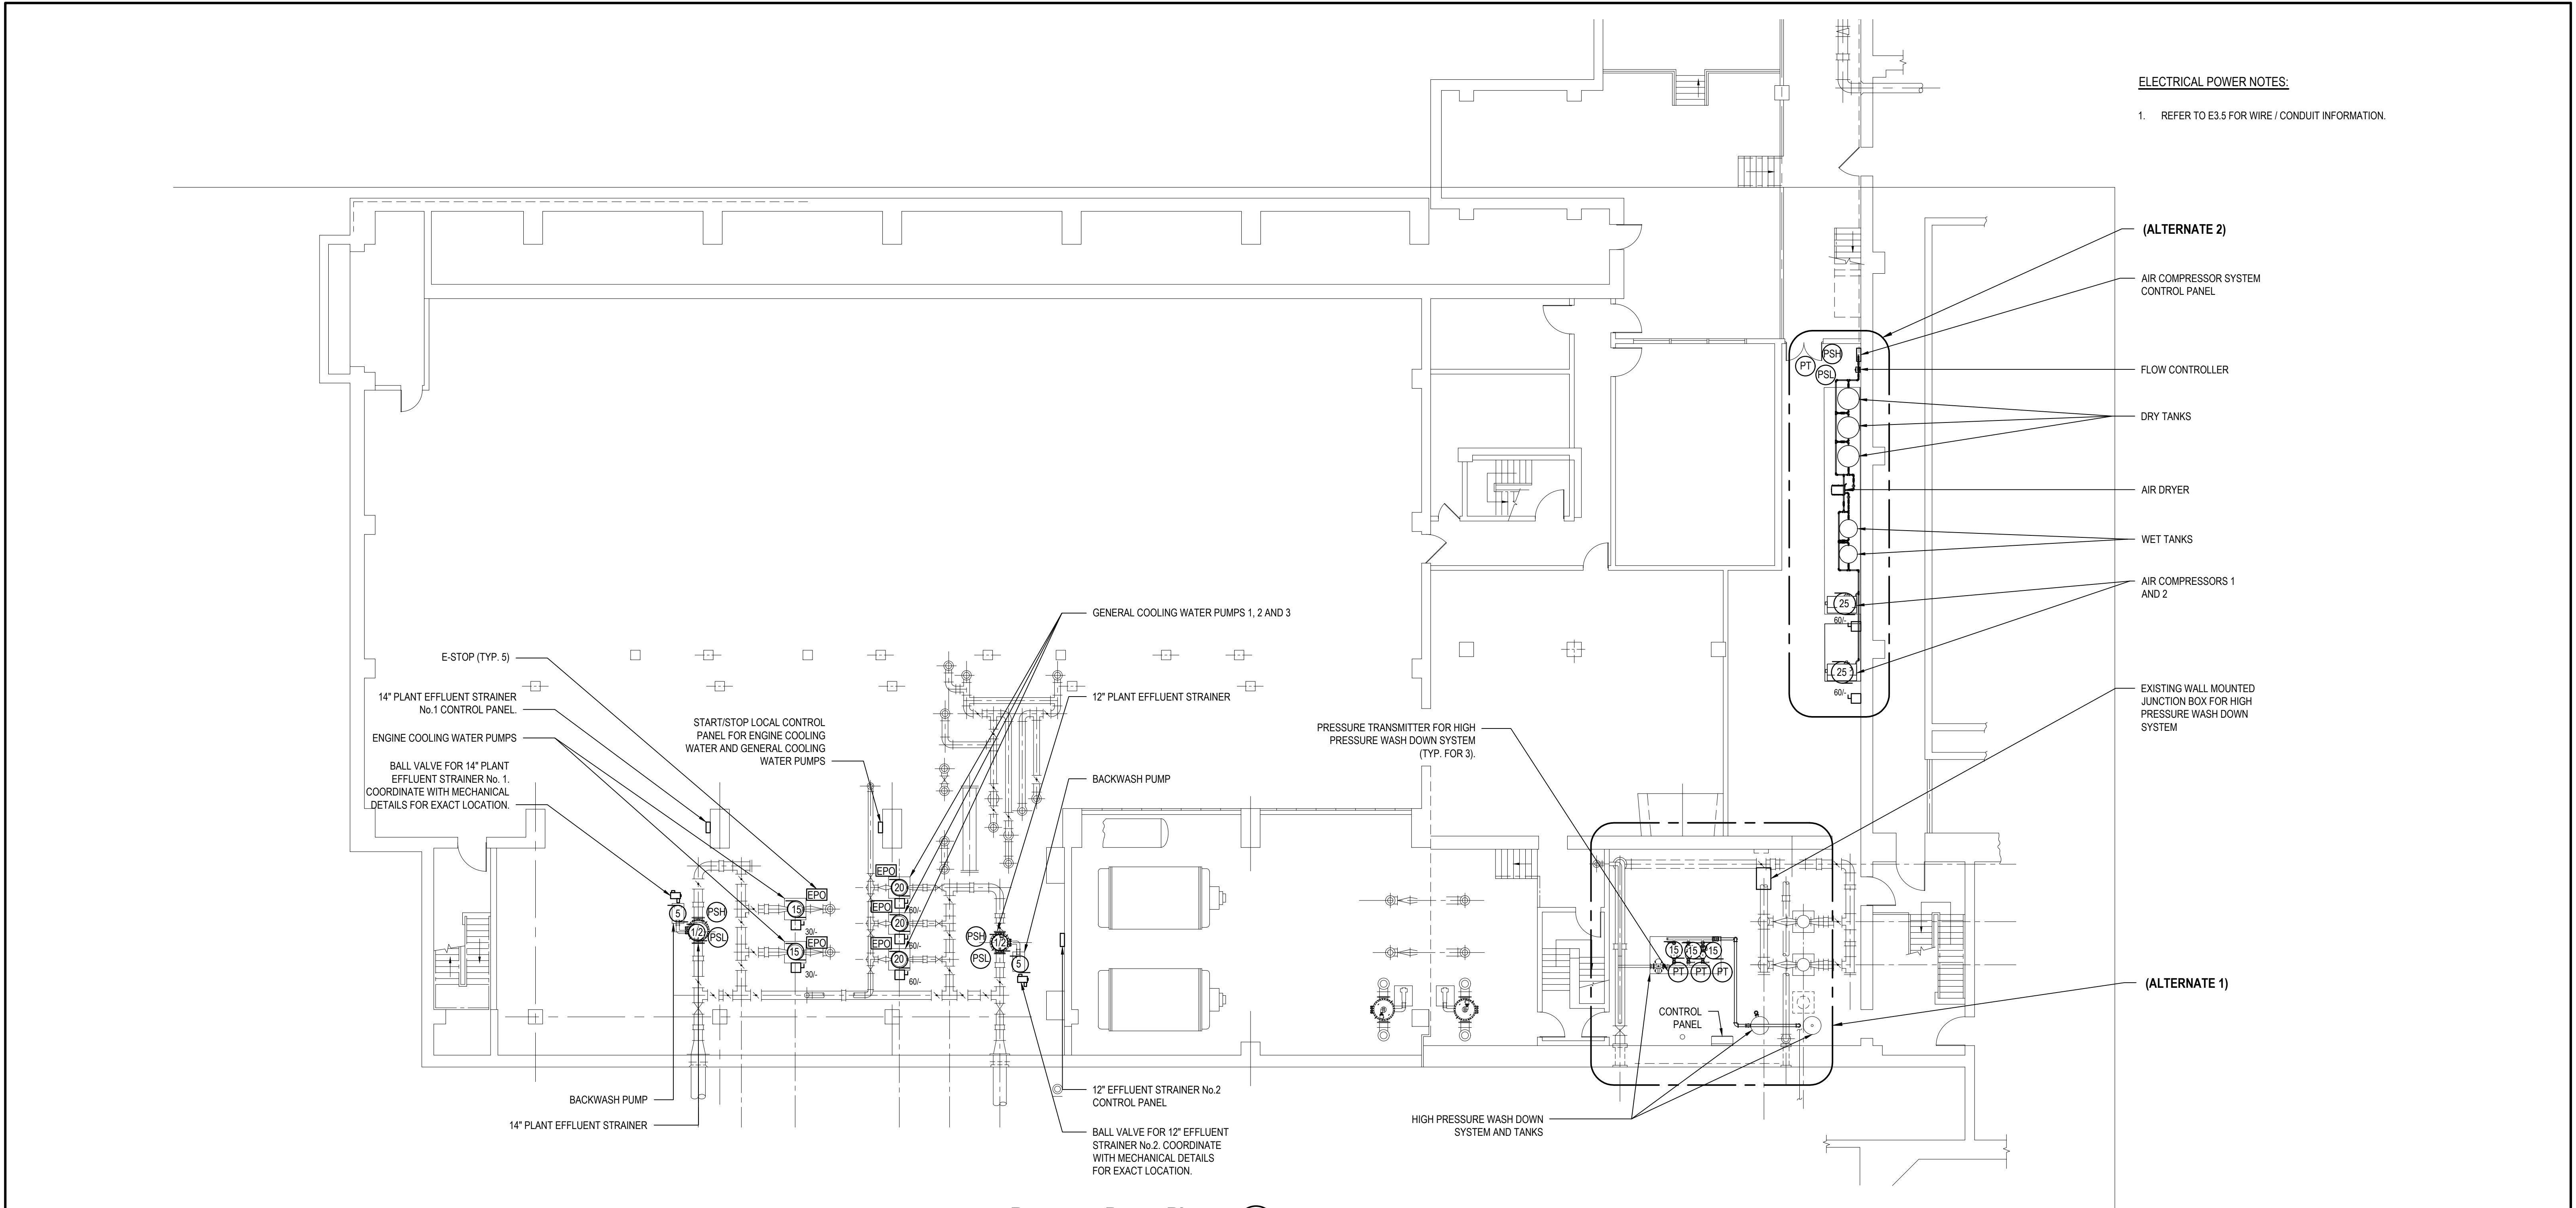 ELECTRICAL POWER NOTES:
1. REFER TO E3.5 FOR WIRE / CONDUIT INFORMATION.
(ALTERNATE 2)
AIR COMPRESSOR SYSTEM
CONTROL PANEL
FLOW CONTROLLER
DRY TANKS
AIR DRYER
WET TANKS
AIR COMPRESSORS 1
AND 2
EXISTING WALL MOUNTED
JUNCTION BOX FOR HIGH
PRESSURE WASH DOWN
SYSTEM
(ALTERNATE 1)
PSH
PT
PSL
25
60/-
25
60/-
GENERAL COOLING WATER PUMPS 1, 2 AND 3
E-STOP (TYP. 5)
14" PLANT EFFLUENT STRAINER
No.1 CONTROL PANEL.
ENGINE COOLING WATER PUMPS
BALL VALVE FOR 14" PLANT
EFFLUENT STRAINER No. 1.
COORDINATE WITH MECHANICAL
DETAILS FOR EXACT LOCATION.
START/STOP LOCAL CONTROL
PANEL FOR ENGINE COOLING
WATER AND GENERAL COOLING
WATER PUMPS
12" PLANT EFFLUENT STRAINER
BACKWASH PUMP
PRESSURE TRANSMITTER FOR HIGH
PRESSURE WASH DOWN SYSTEM
(TYP. FOR 3).
5
PSH
1/2
PSL
EPO
15
30/-
EPO
15
30/-
EPO
20
60/-
EPO
20
60/-
EPO
20
60/-
PSH
1/2
PSL
5
15
15
15
PT
PT
PT
CONTROL
PANEL
BACKWASH PUMP
14" PLANT EFFLUENT STRAINER
12" EFFLUENT STRAINER No.2
CONTROL PANEL
BALL VALVE FOR 12" EFFLUENT
STRAINER No.2. COORDINATE
WITH MECHANICAL DETAILS
FOR EXACT LOCATION.
HIGH PRESSURE WASH DOWN
SYSTEM AND TANKS